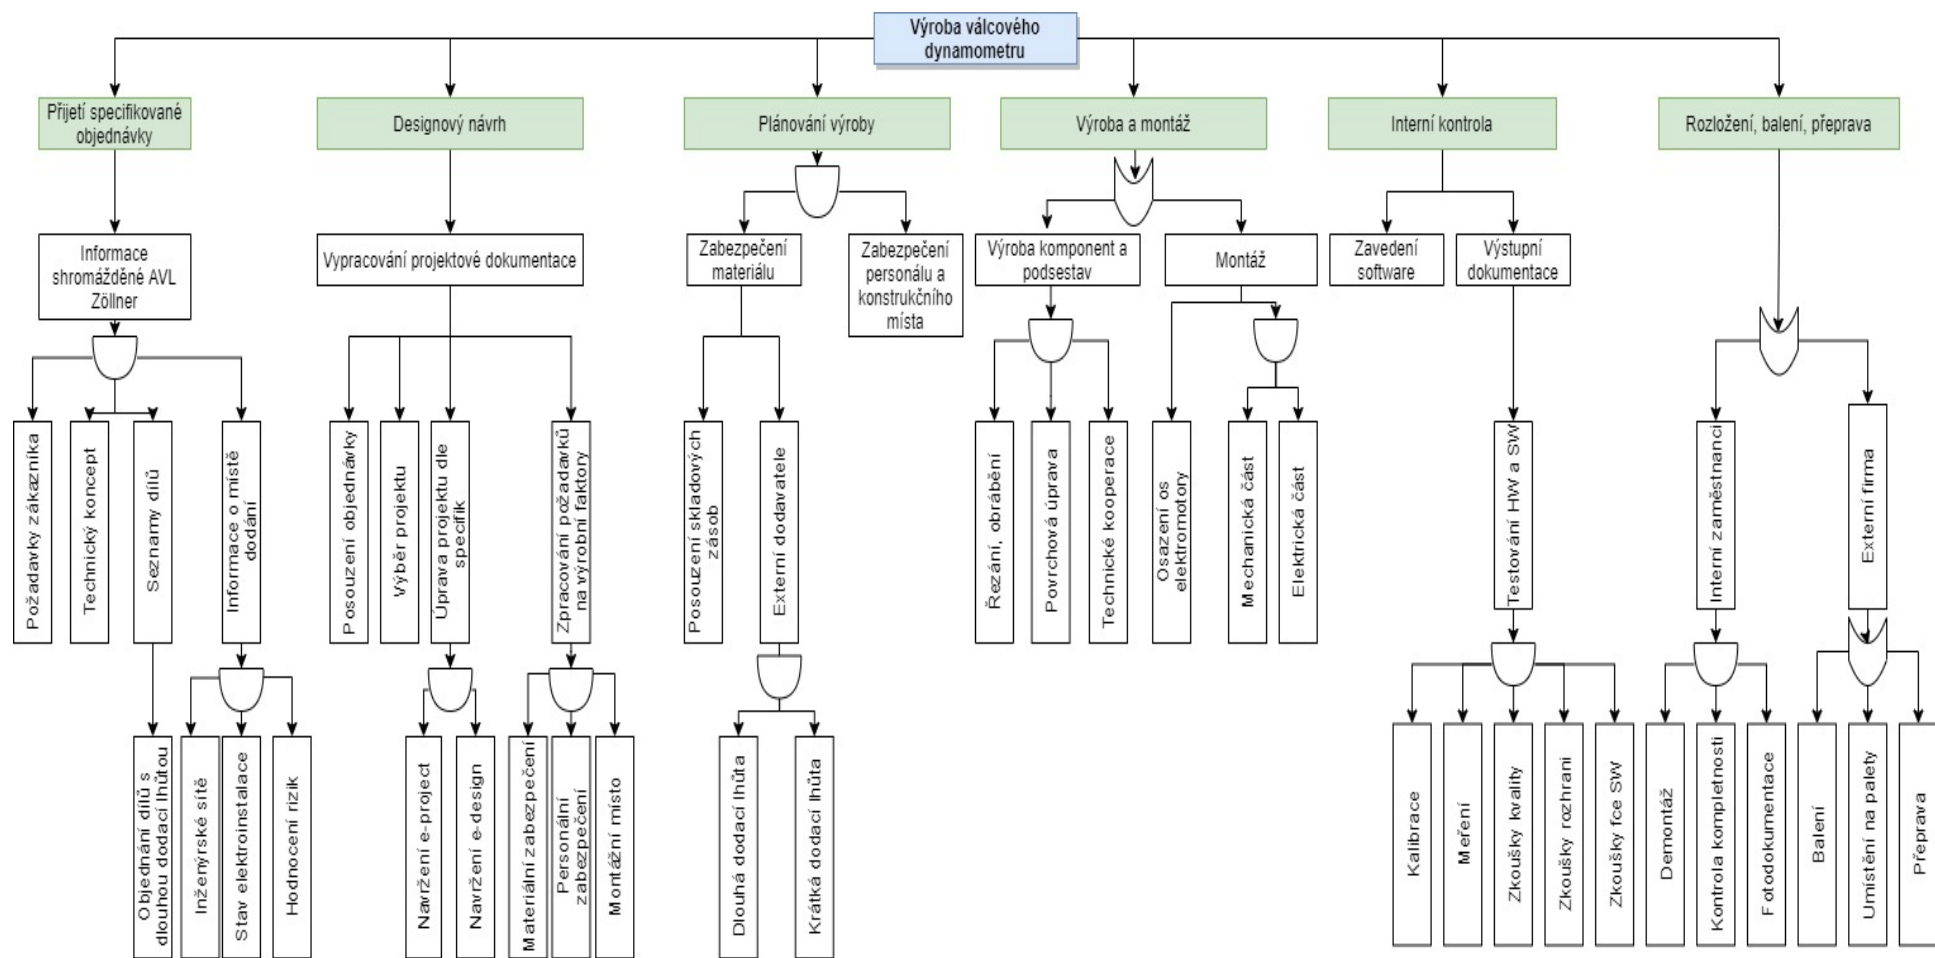 Výroba válcového
dynamometru
Přijetí specifikované
objednávky
Designový návrh
Plánování výroby
Výroba a montáž
Interní kontrola
Rozložení, balení, přeprava
Informace
shromážděné AVL
Zöllner
Vypracování projektové dokumentace
Zabezpečení
materiálu
Zabezpečení
personálu a
konstrukčního
místa
Výroba komponent a
podsestav
Montáž
Zavedení
software
Výstupní
dokumentace
Požadavky zákazníka
Technický koncept
Seznamy dílů
Informace o místě
dodání
Posouzení objednávky
Výběr projektu
Úprava projektu dle
specifik
Zpracování požadavků
na výrobní faktory
Posouzení skladových
zásob
Externí dodavatele
Řezání, obrábění
Povrchová úprava
Technické kooperace
Osazení os
elektromotory
Mechanická část
Elektrická část
Testování HW a SW
Interní zaměstnanci
Externí firma
Objednání dílů s
dlouhou dodací lhůtou
Inženýrské sítě
Stav elektroinstalace
Hodnocení rizik
Navržení e-project
Navržení e-design
Materiální zabezpečení
Personální
zabezpečení
Montážní místo
Dlouhá dodací lhůta
Krátká dodací lhůta
Kalibrace
Meření
Zkoušky kvality
Zkoušky rozhrani
Zkoušky fce SW
Demontáž
Kontrola kompletnosti
Fotodokumentace
Balení
Umístění na palety
Přeprava